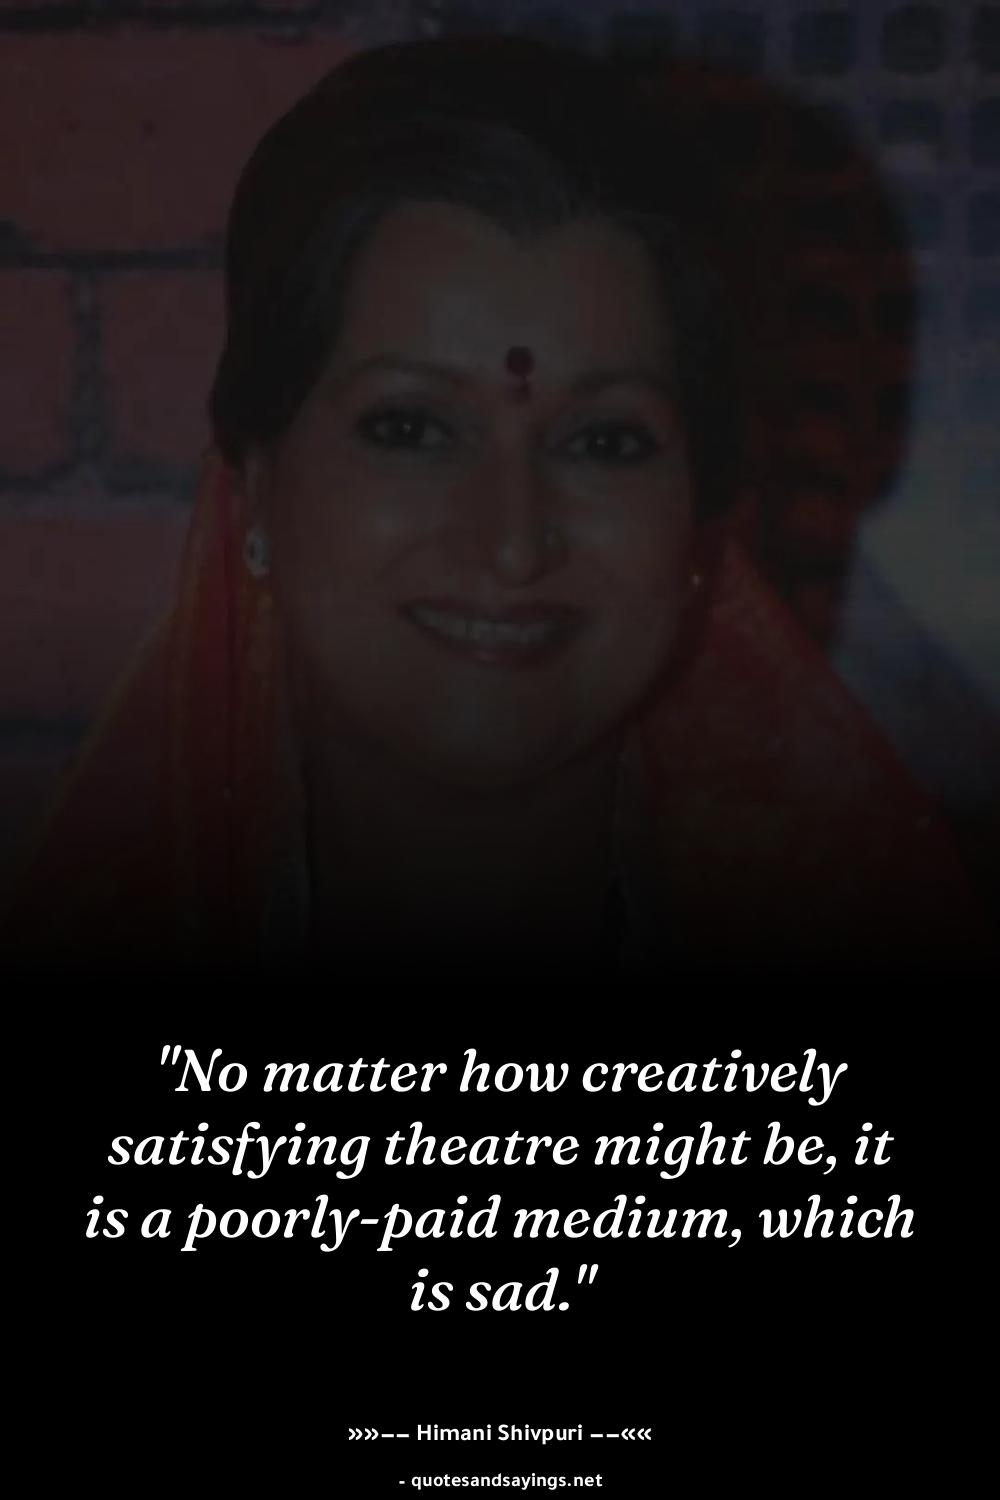 "No matter how creatively
satisfying theatre might be, it
is a poorly-paid medium, which
is sad."
»»−− Himani Shivpuri −−««
- quotesandsayings.net